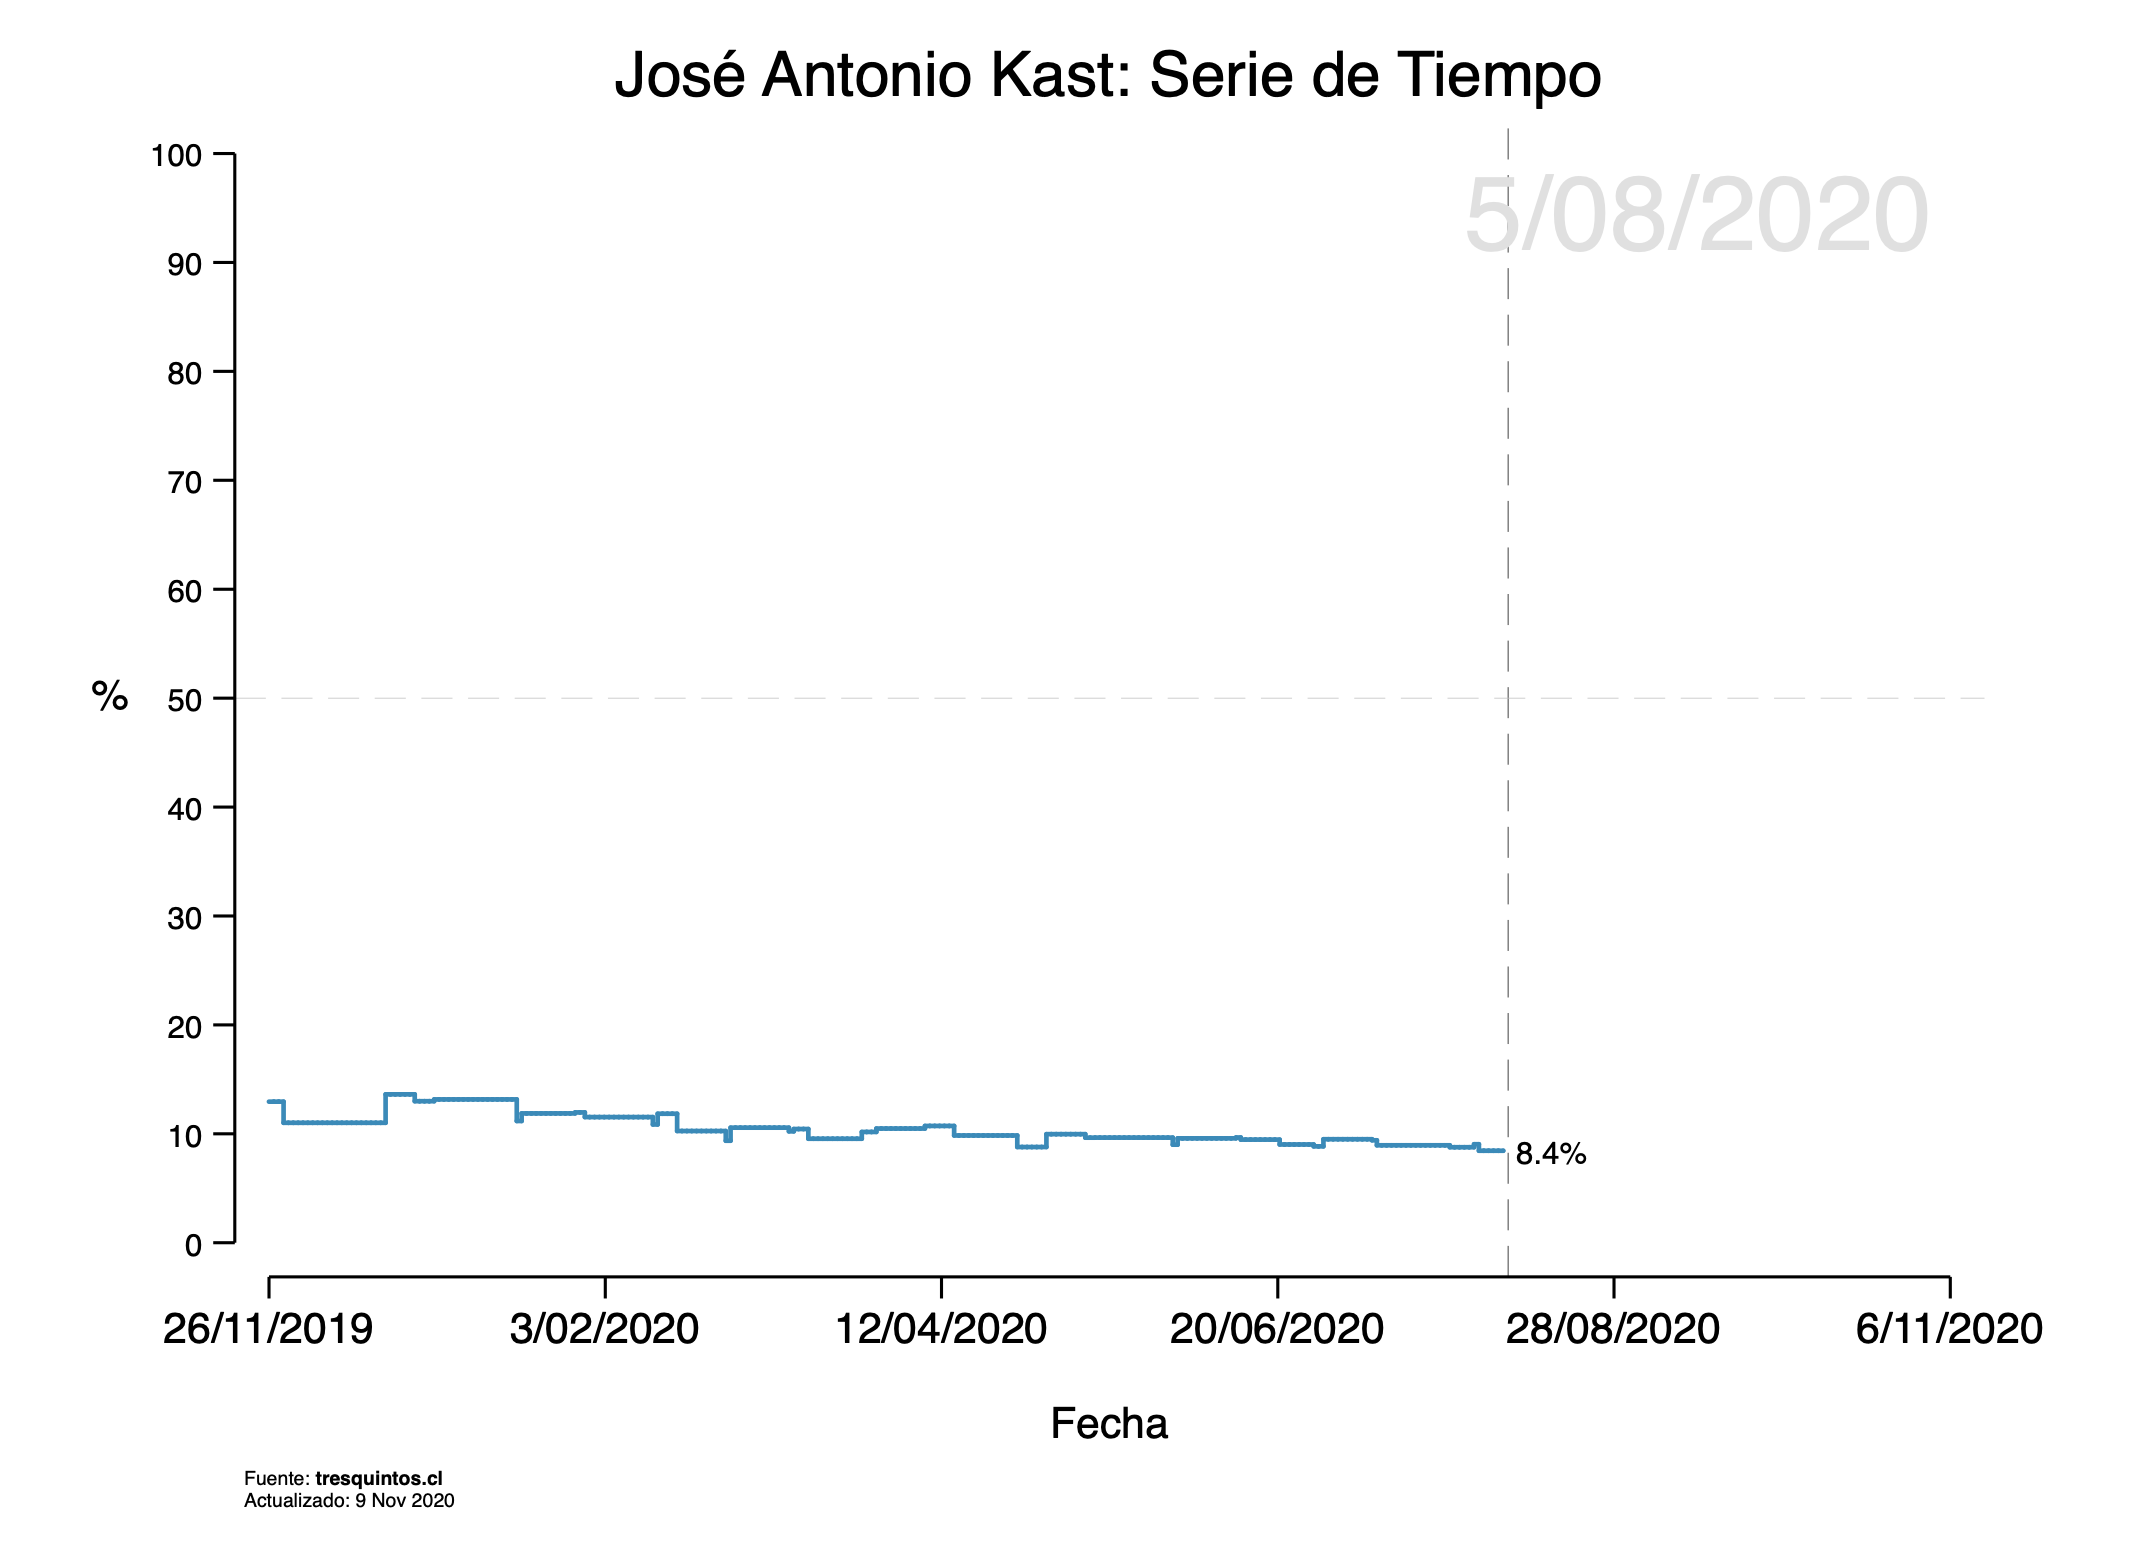 José Antonio Kast: Serie de Tiempo
5/08/2020
100
90
80
70
60
50
40
30
20
10
0
%
8.4%
26/11/2019 3/02/2020 12/04/2020 20/06/2020 28/08/2020 6/11/2020
Fecha
Fuente: tresquintos.cl
Actualizado: 9 Nov 2020